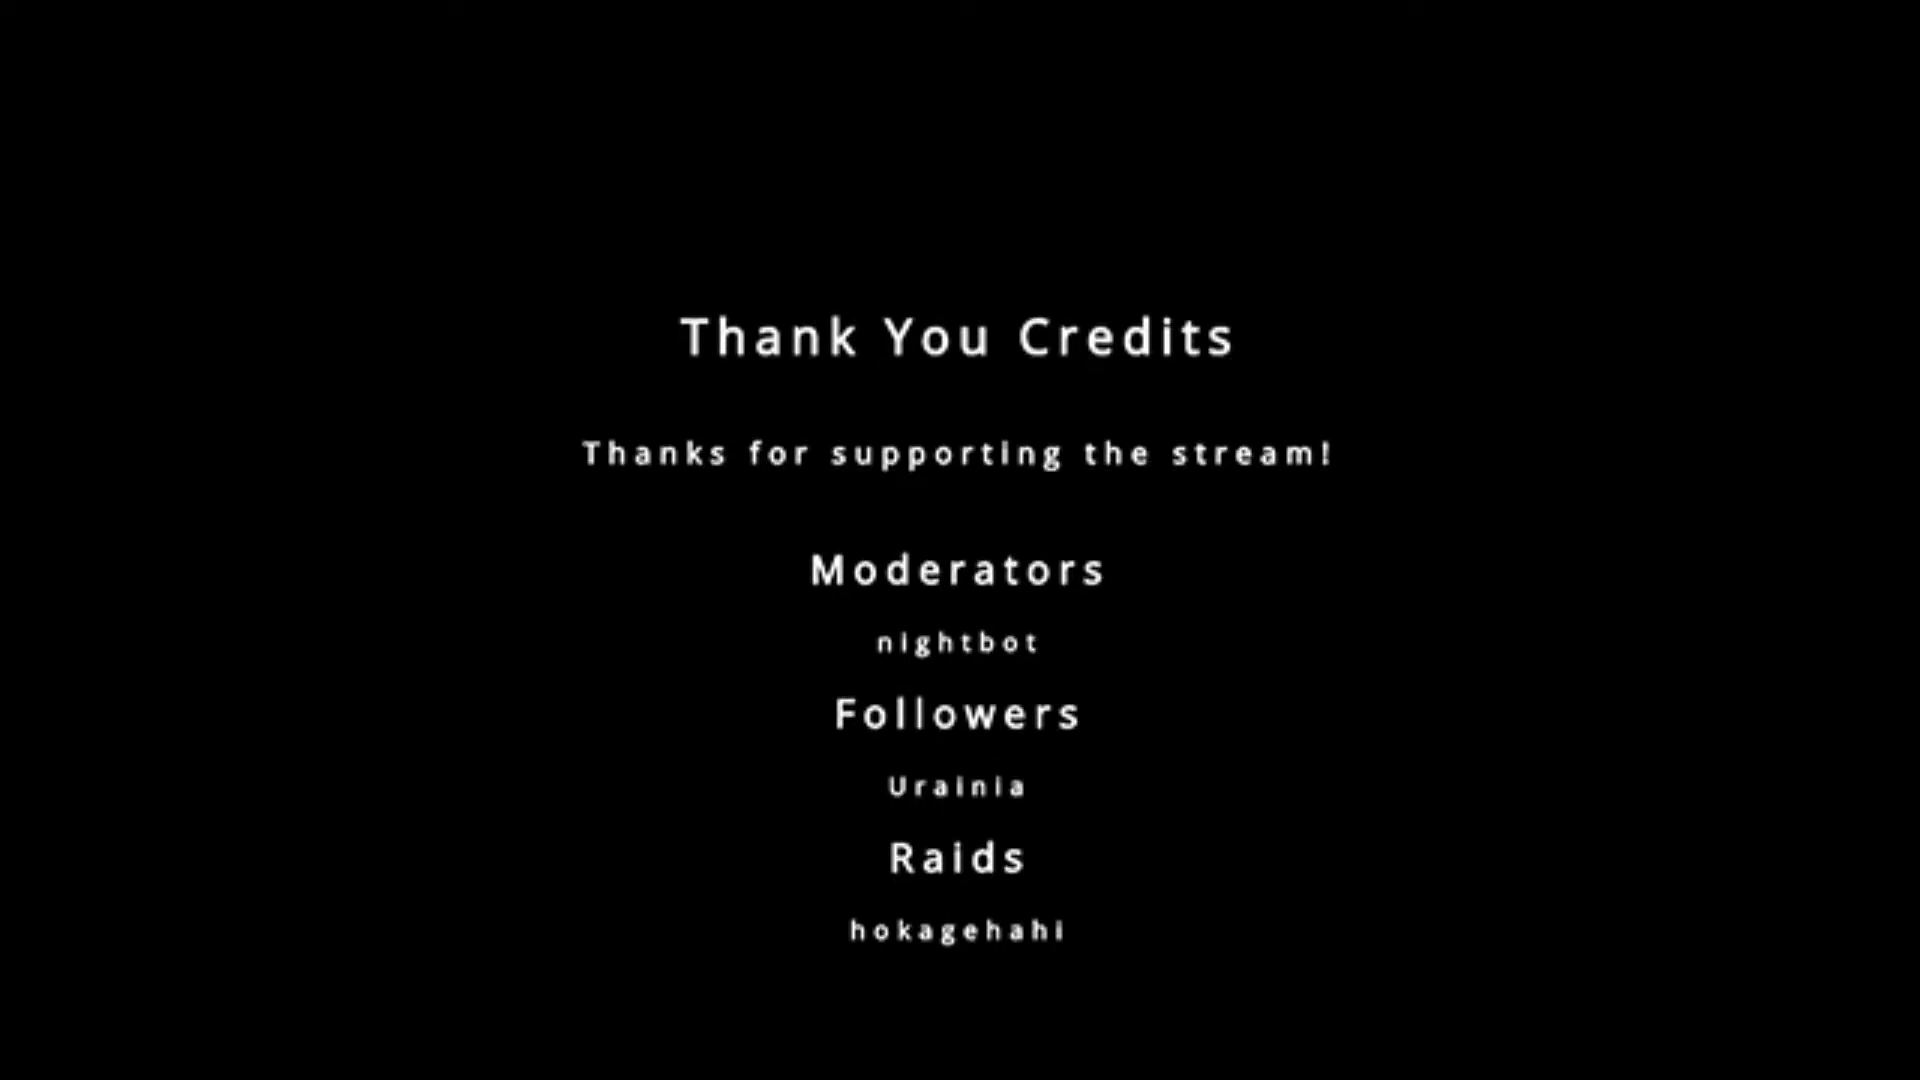 Thank You Credits
Thanks for supporting the stream!
Moderators
nightbot
Followers
Urainia
Raids
hokagehahi